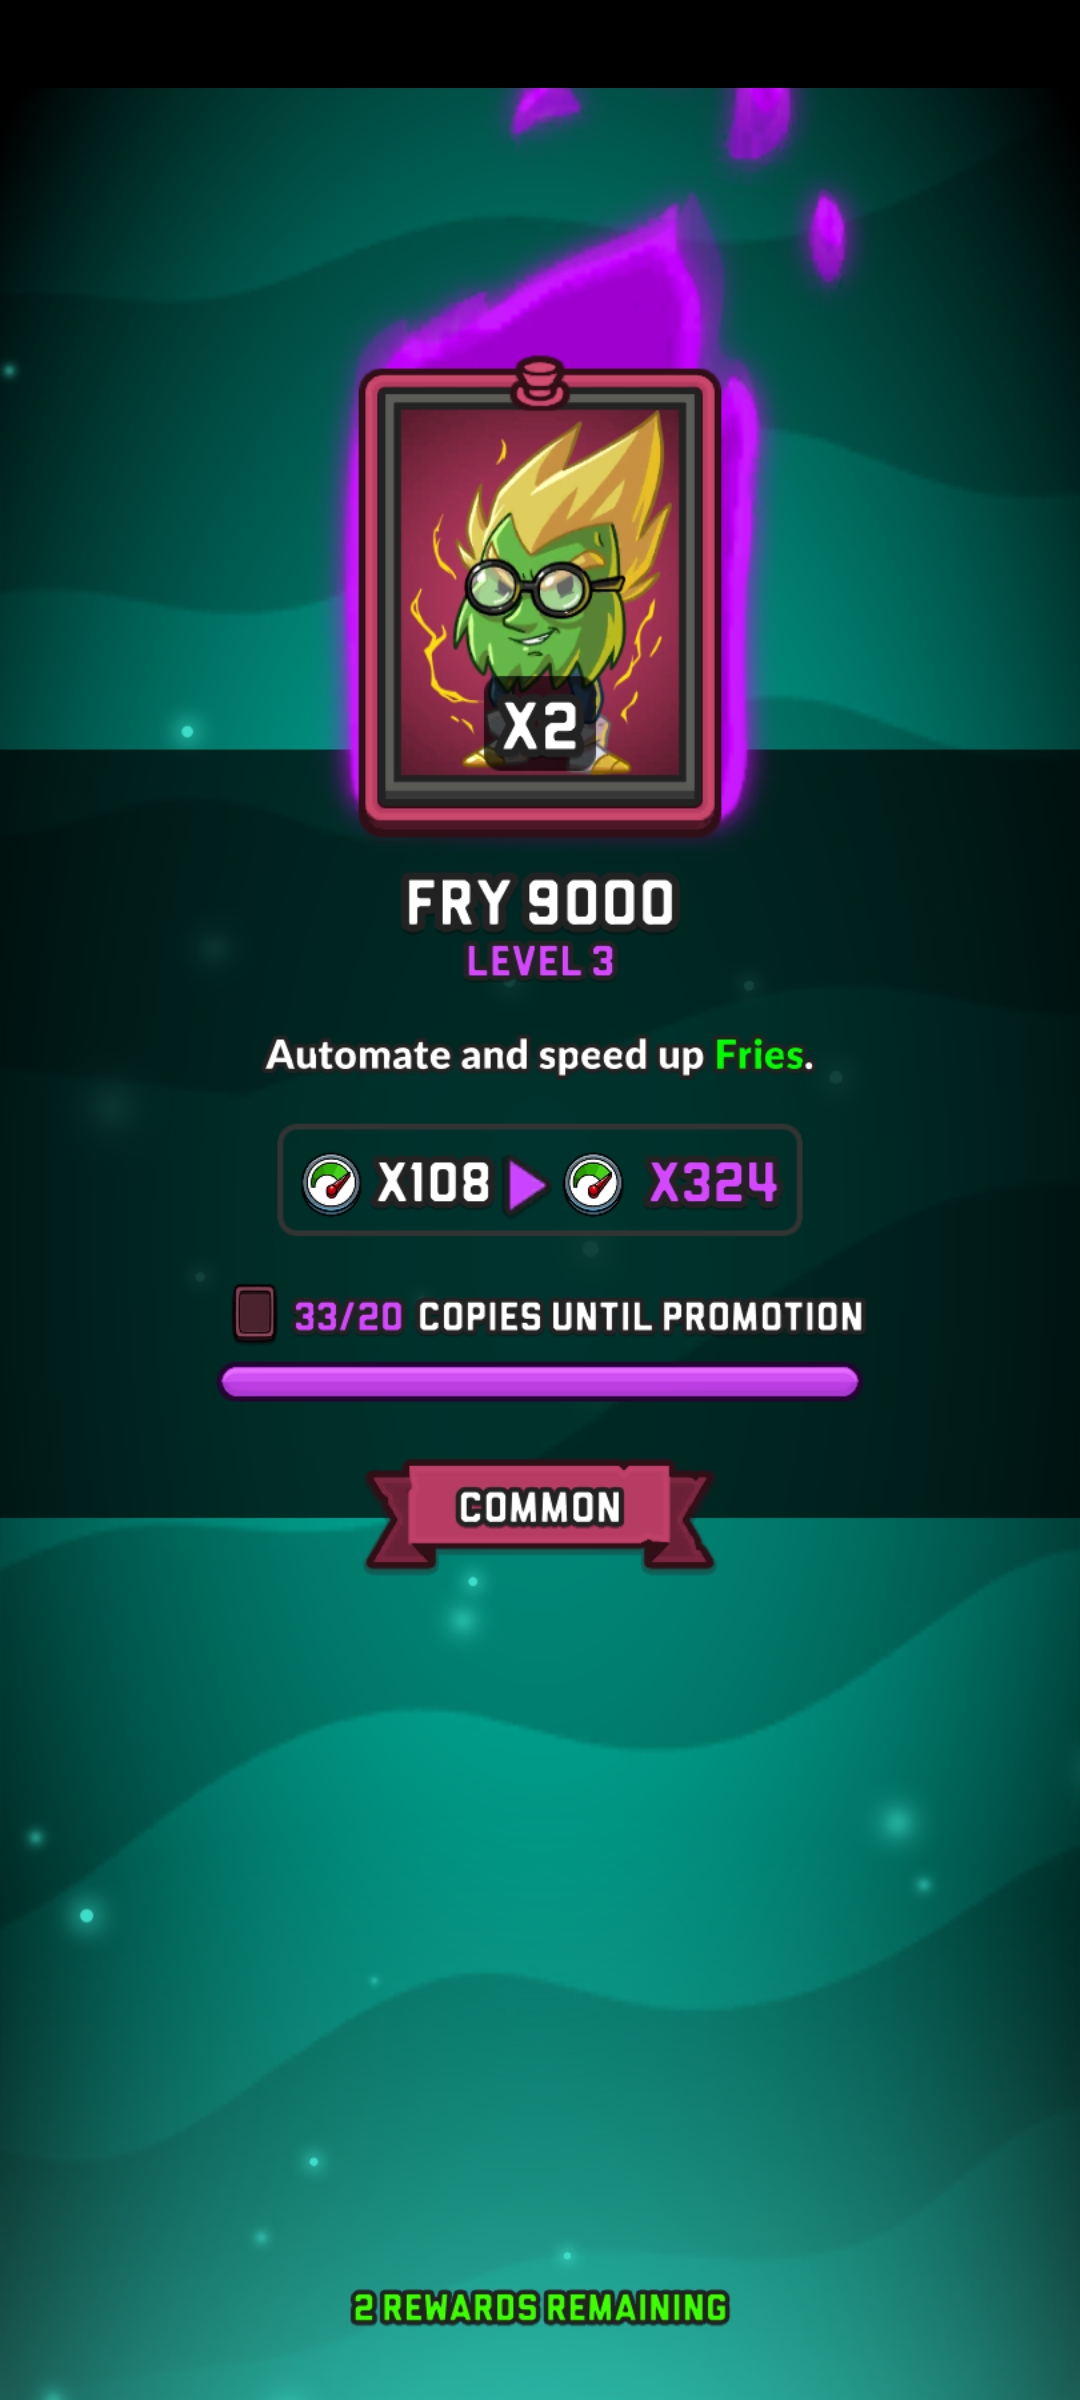 X2
FRY 9000
LEVEL 3
Automate and speed up Fries.
X108 X324
33/20 COPIES UNTIL PROMOTION
COMMON
2 REWARDS REMAINING